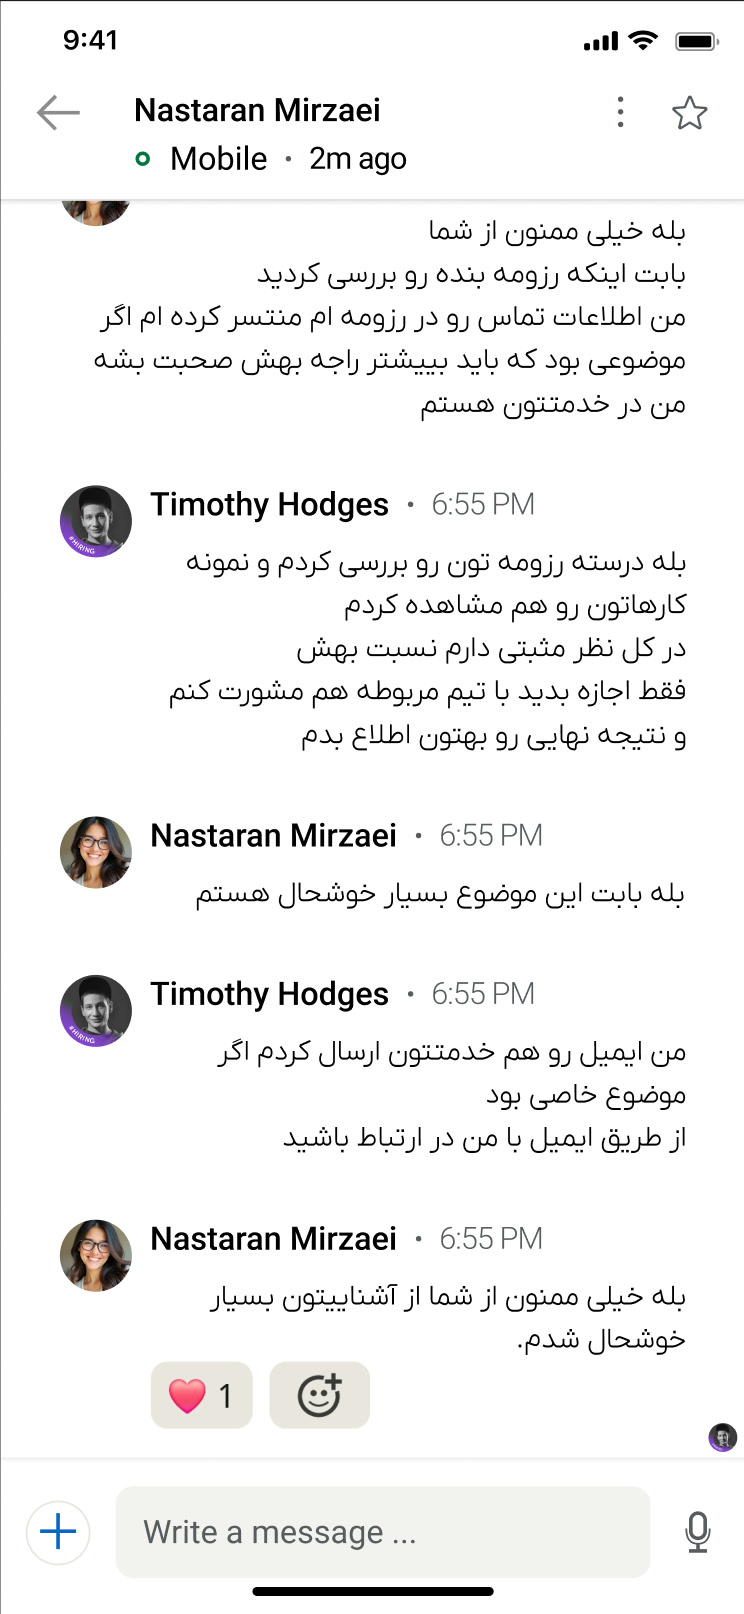 9:41
Nastaran Mirzaei
Mobile • 2m ago
بله خیلی ممنون از شما
بابت اینکه رزومه بنده رو بررسی کردید
من اطلاعات تماس رو در رزومه ام منتسر کرده ام اگر
موضوعی بود که باید بییشتر راجه بهش صحبت بشه
من در خدمتتون هستم
Timothy Hodges • 6:55 PM
#HIRING
بله درسته رزومه تون رو بررسی کردم و نمونه
کارهاتون رو هم مشاهده کردم
در کل نظر مثبتی دارم نسبت بهش
فقط اجازه بدید با تیم مربوطه هم مشورت کنم
و نتیجه نهایی رو بهتون اطلاع بدم
Nastaran Mirzaei • 6:55 PM
بله بابت این موضوع بسیار خوشحال هستم
Timothy Hodges • 6:55 PM
#HIRING
من ایمیل رو هم خدمتتون ارسال کردم اگر
موضوع خاصی بود
از طریق ایمیل با من در ارتباط باشید
Nastaran Mirzaei • 6:55 PM
بله خیلی ممنون از شما از آشناییتون بسیار
خوشحال شدم.
1
Write a message ...